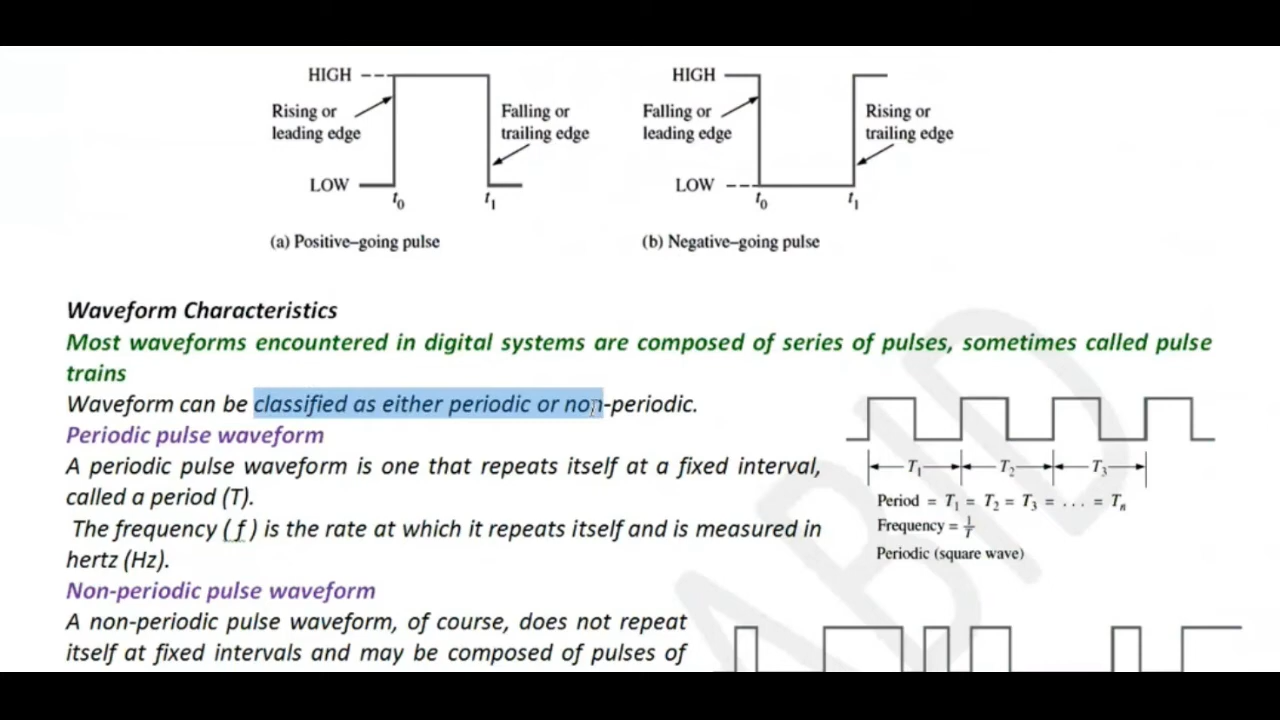 HIGH
HIGH
Rising or
leading edge
Falling or
trailing edge
Falling or
leading edge
Rising or
trailing edge
LOW
LOW
t0
t1
t0
t1
(a) Positive–going pulse
(b) Negative–going pulse
Waveform Characteristics
Most waveforms encountered in digital systems are composed of series of pulses, sometimes called pulse
trains
Waveform can be classified as either periodic or non-periodic.
Periodic pulse waveform
A periodic pulse waveform is one that repeats itself at a fixed interval,
called a period (T).
The frequency ( f ) is the rate at which it repeats itself and is measured in
hertz (Hz).
T1
T2
T3
Period = T1 = T2 = T3 = . . . = Tn
Frequency = 1/T
Periodic (square wave)
Non-periodic pulse waveform
A non-periodic pulse waveform, of course, does not repeat
itself at fixed intervals and may be composed of pulses of